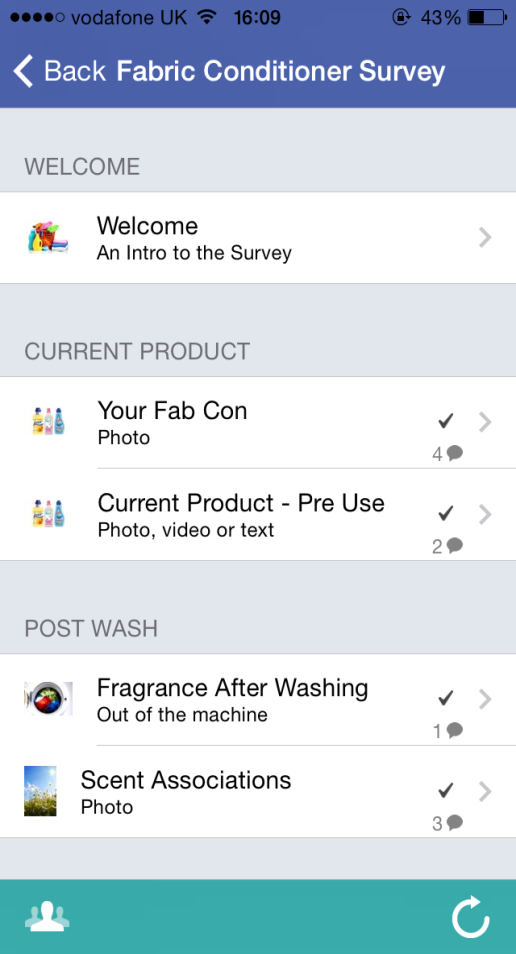 vodafone UK 16:09 43%
Back Fabric Conditioner Survey
WELCOME
Welcome
An Intro to the Survey
CURRENT PRODUCT
Your Fab Con
Photo
4
Current Product - Pre Use
Photo, video or text
2
POST WASH
Fragrance After Washing
Out of the machine
1
Scent Associations
Photo
3